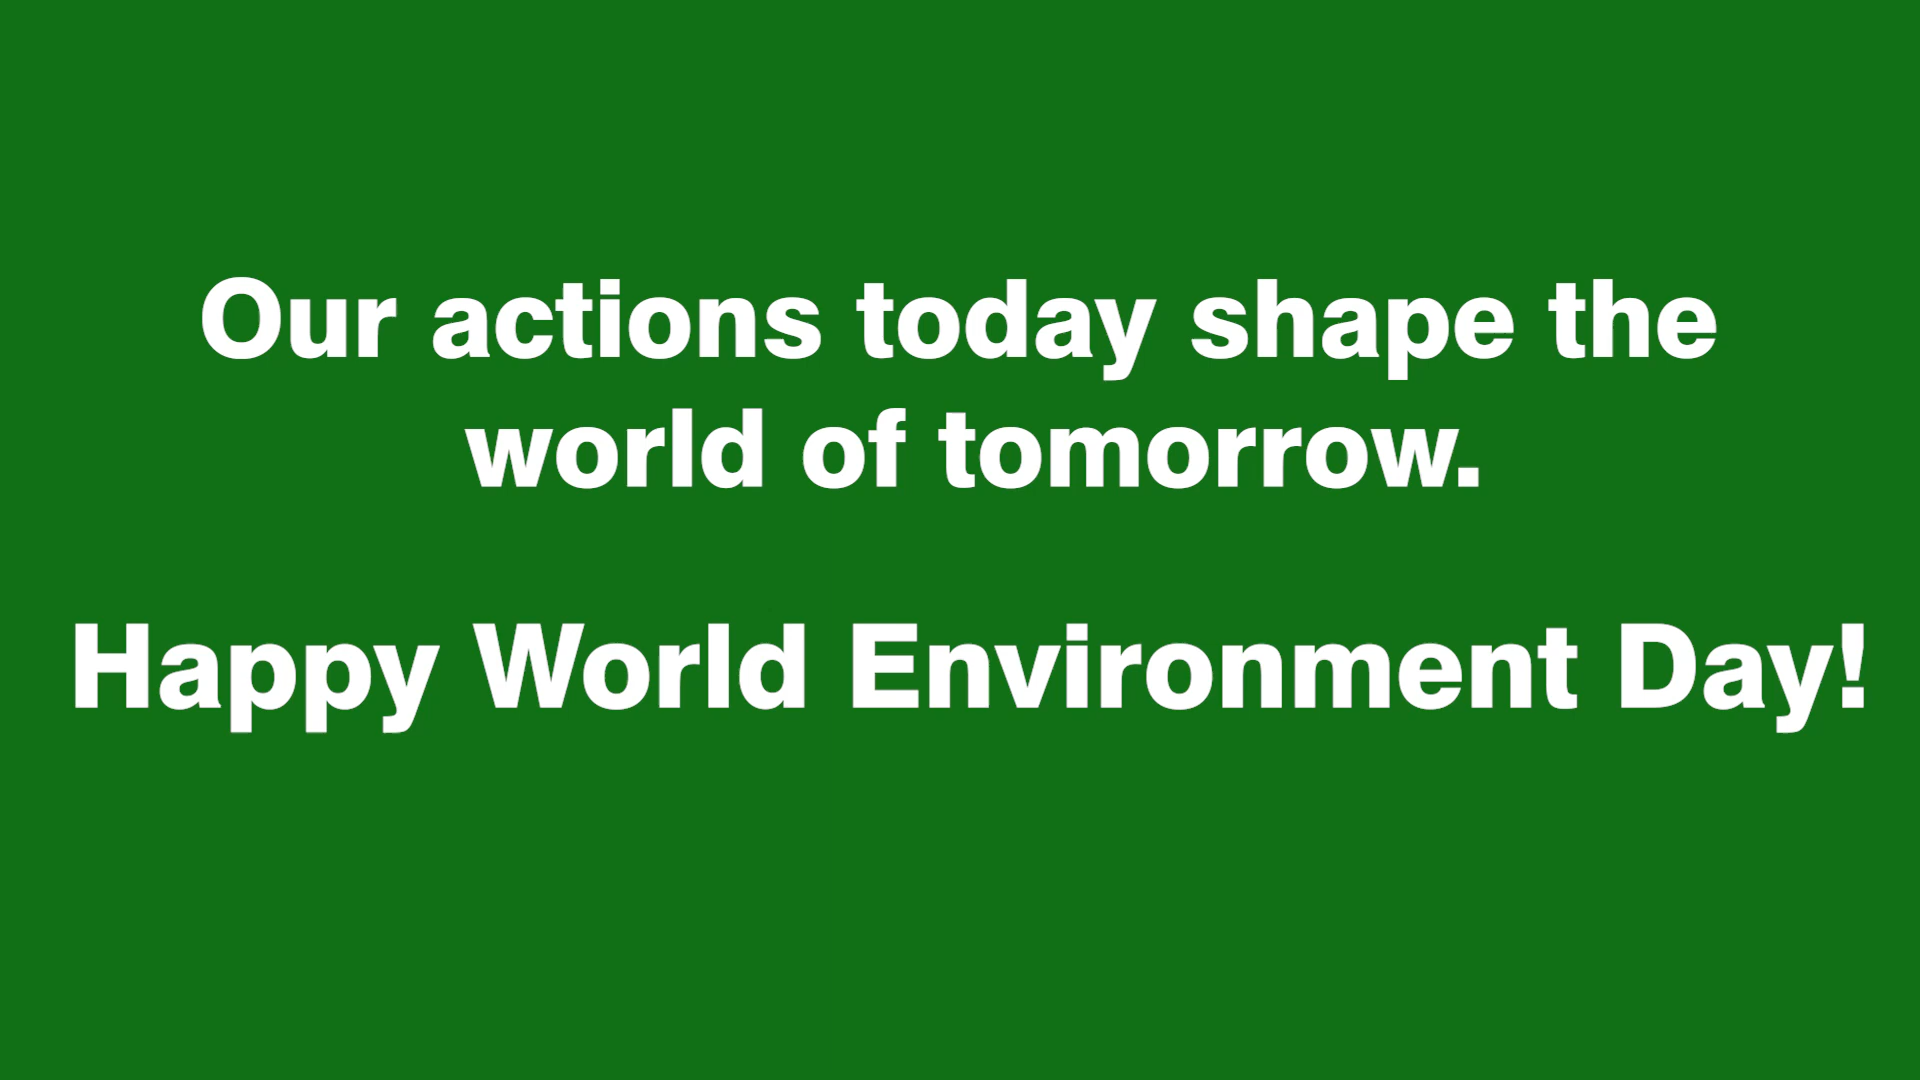 Our actions today shape the
world of tomorrow.
Happy World Environment Day!